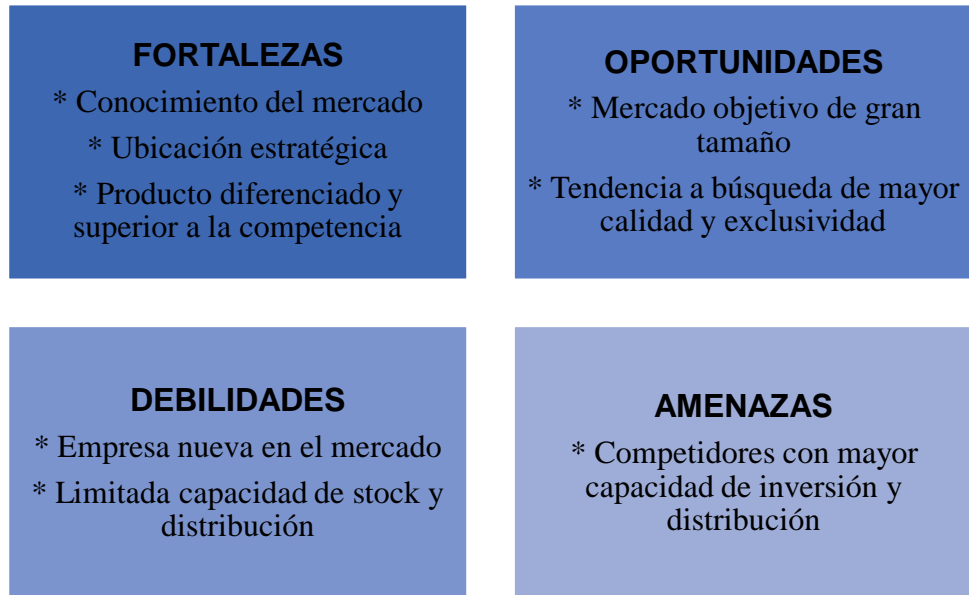 FORTALEZAS
* Conocimiento del mercado
* Ubicación estratégica
* Producto diferenciado y
superior a la competencia
OPORTUNIDADES
* Mercado objetivo de gran
tamaño
* Tendencia a búsqueda de mayor
calidad y exclusividad
DEBILIDADES
* Empresa nueva en el mercado
* Limitada capacidad de stock y
distribución
AMENAZAS
* Competidores con mayor
capacidad de inversión y
distribución